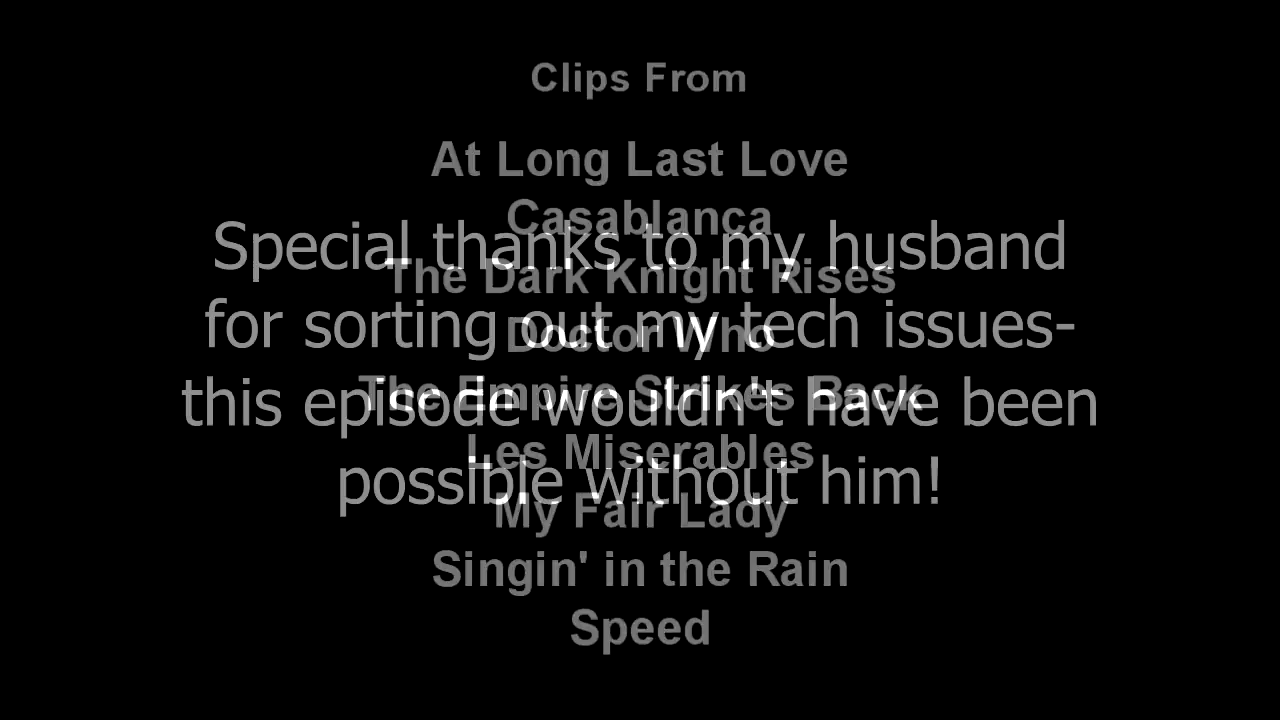 Clips From
At Long Last Love
Casablanca
The Dark Knight Rises
Doctor Who
The Empire Strikes Back
Les Miserables
My Fair Lady
Singin' in the Rain
Speed
Special thanks to my husband
for sorting out my tech issues-
this episode wouldn't have been
possible without him!